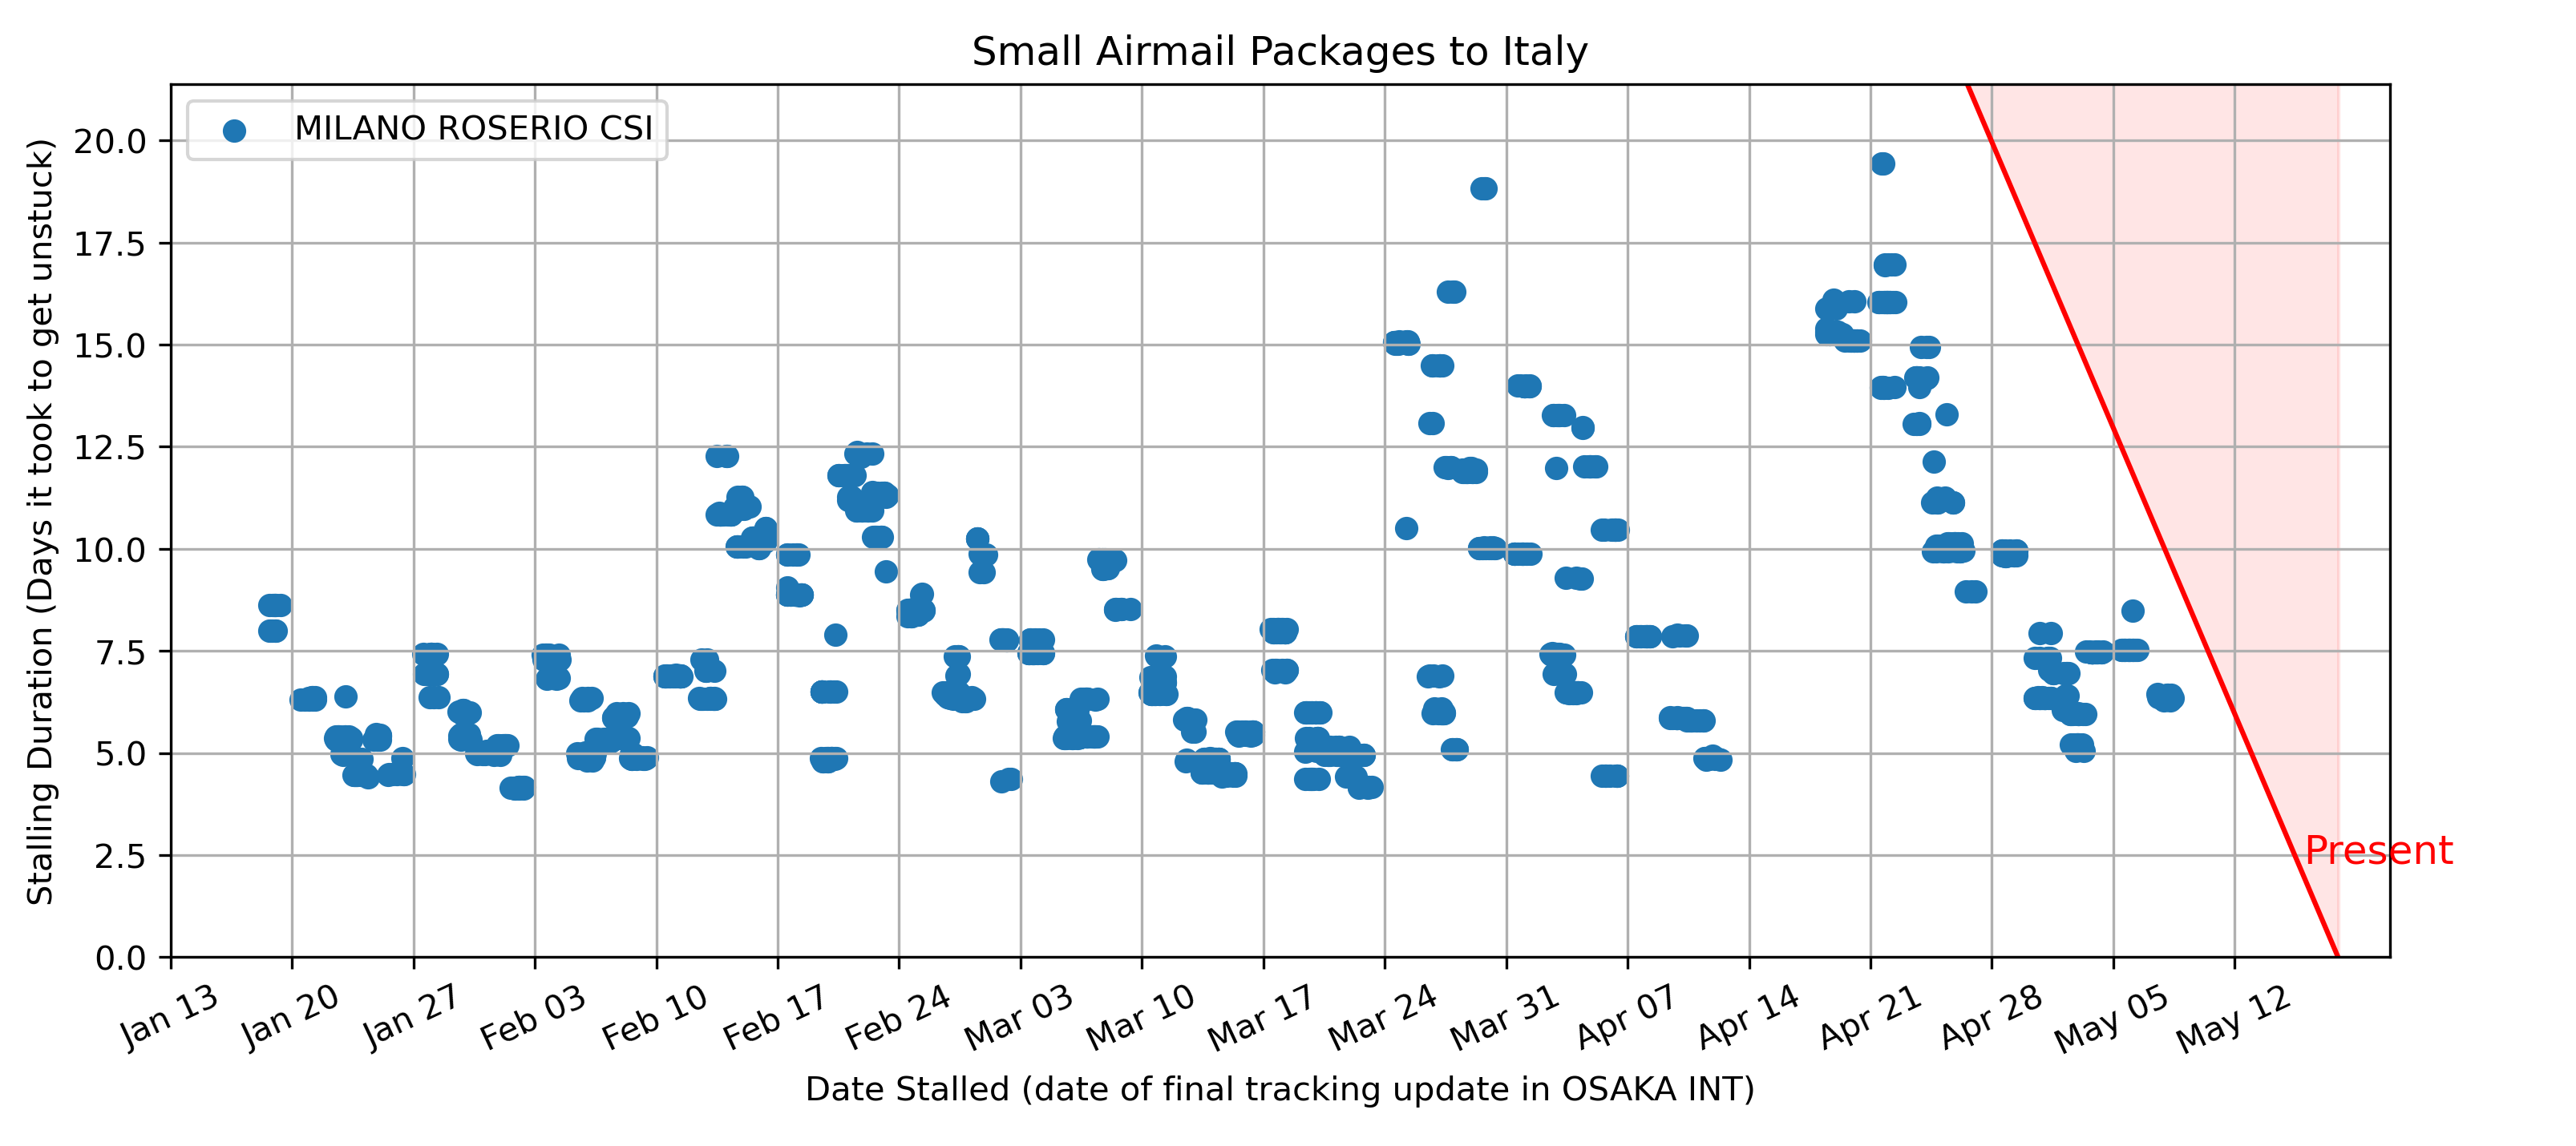 Small Airmail Packages to Italy
MILANO ROSERIO CSI
Stalling Duration (Days it took to get unstuck)
20.0
17.5
15.0
12.5
10.0
7.5
5.0
2.5
0.0
Present
Jan 13
Jan 20
Jan 27
Feb 03
Feb 10
Feb 17
Feb 24
Mar 03
Mar 10
Mar 17
Mar 24
Mar 31
Apr 07
Apr 14
Apr 21
Apr 28
May 05
May 12
Date Stalled (date of final tracking update in OSAKA INT)